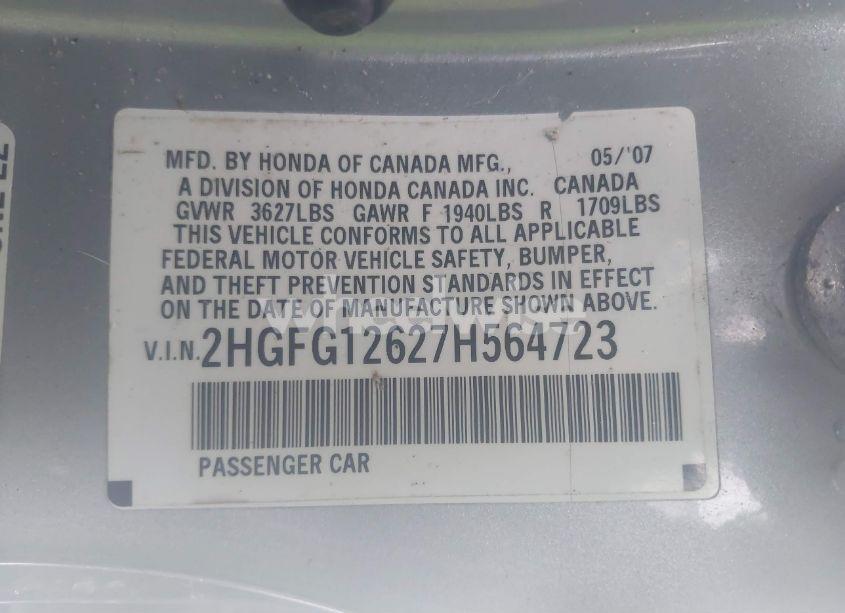 MFD. BY HONDA OF CANADA MFG., 05/'07
A DIVISION OF HONDA CANADA INC. CANADA
GVWR 3627LBS GAWR F 1940LBS R 1709LBS
THIS VEHICLE CONFORMS TO ALL APPLICABLE
FEDERAL MOTOR VEHICLE SAFETY, BUMPER,
AND THEFT PREVENTION STANDARDS IN EFFECT
ON THE DATE OF MANUFACTURE SHOWN ABOVE.
V.I.N. 2HGFG12627H564723
PASSENGER CAR